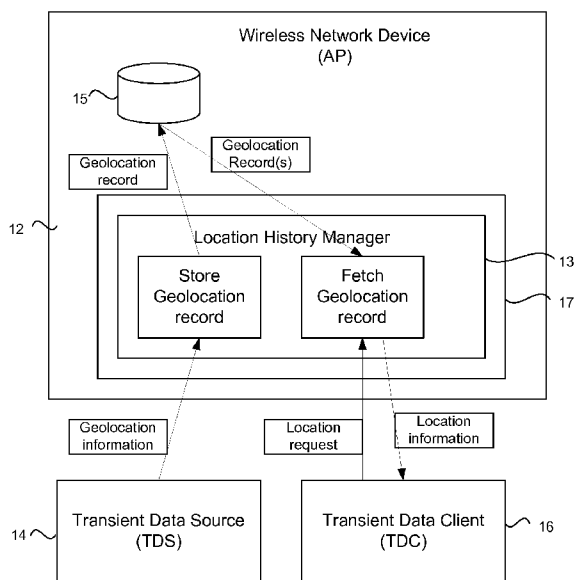 Wireless Network Device
(AP)
15
Geolocation
Record(s)
Geolocation
record
12
Location History Manager
13
Store
Geolocation
record
Fetch
Geolocation
record
17
Geolocation
information
Location
request
Location
information
14
Transient Data Source
(TDS)
Transient Data Client
(TDC)
16